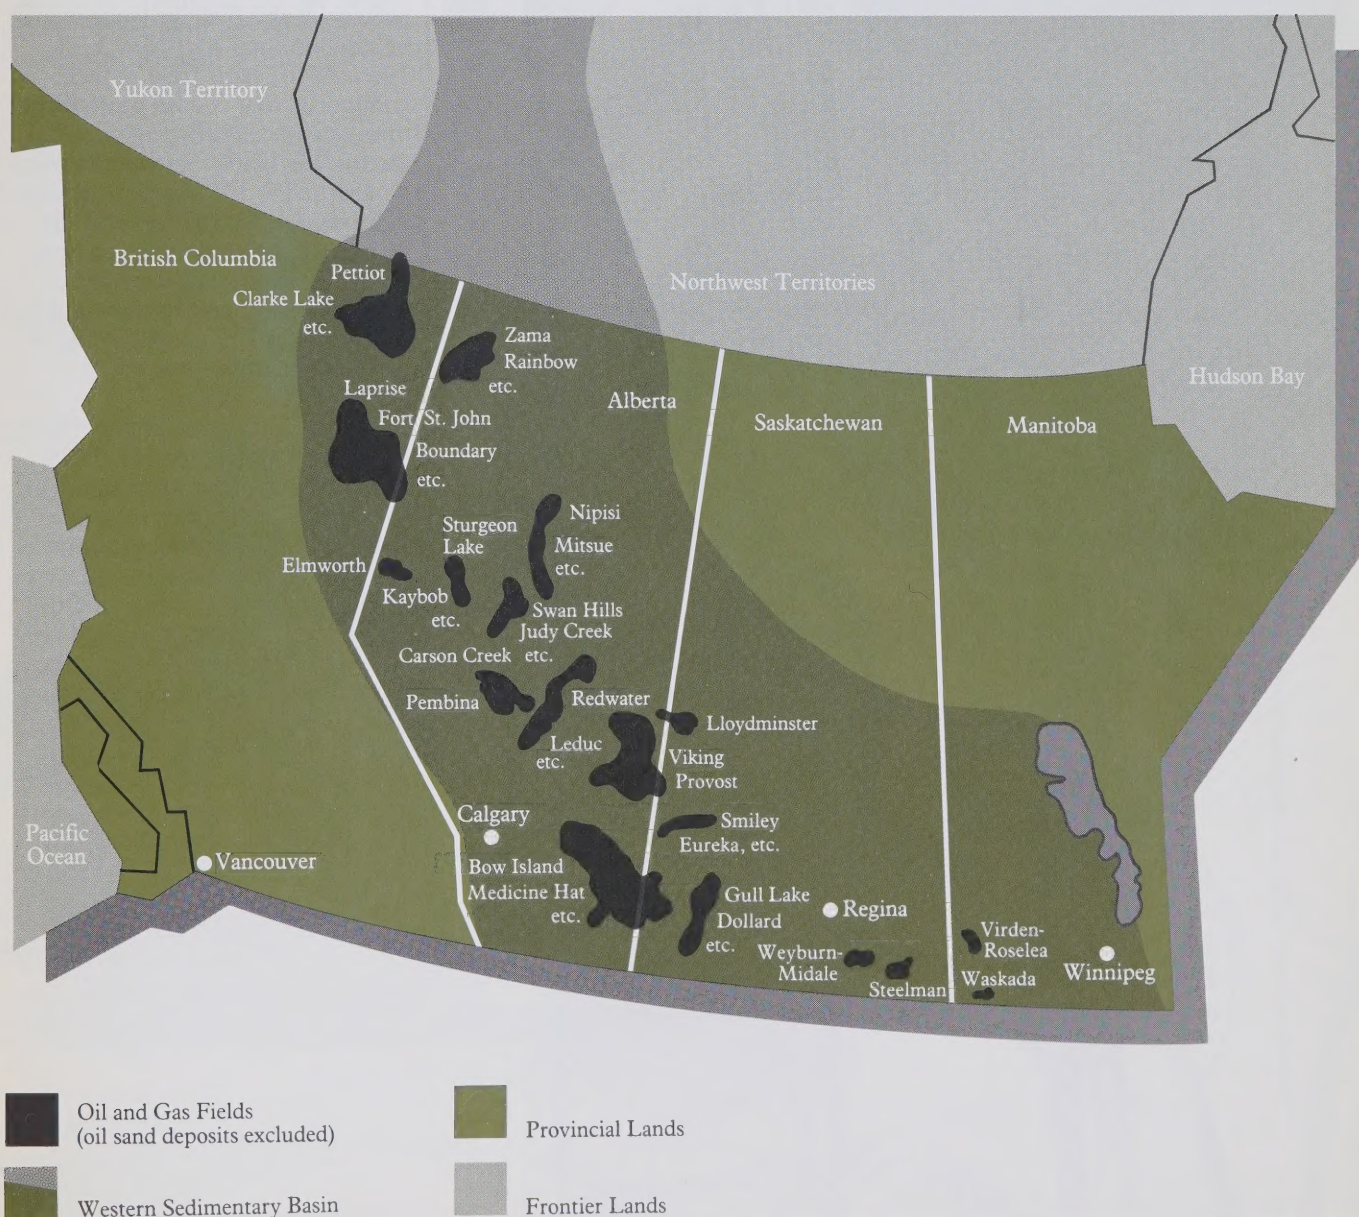 Yukon Territory
British Columbia
Pettiot
Clarke Lake
etc.
Northwest Territories
Zama
Rainbow
etc.
Laprise
Fort St. John
Boundary
etc.
Alberta
Saskatchewan
Manitoba
Hudson Bay
Sturgeon
Lake
Nipisi
Mitsue
etc.
Elmworth
Kaybob
etc.
Swan Hills
Judy Creek
Carson Creek etc.
Pembina
Redwater
Leduc
etc.
Lloydminster
Viking
Provost
Calgary
Smiley
Eureka, etc.
Pacific
Ocean
Vancouver
Bow Island
Medicine Hat
etc.
Gull Lake
Dollard
etc.
Regina
Weyburn-
Midale
Steelman
Virden-
Roselea
Waskada
Winnipeg
Oil and Gas Fields
(oil sand deposits excluded)
Provincial Lands
Western Sedimentary Basin
Frontier Lands